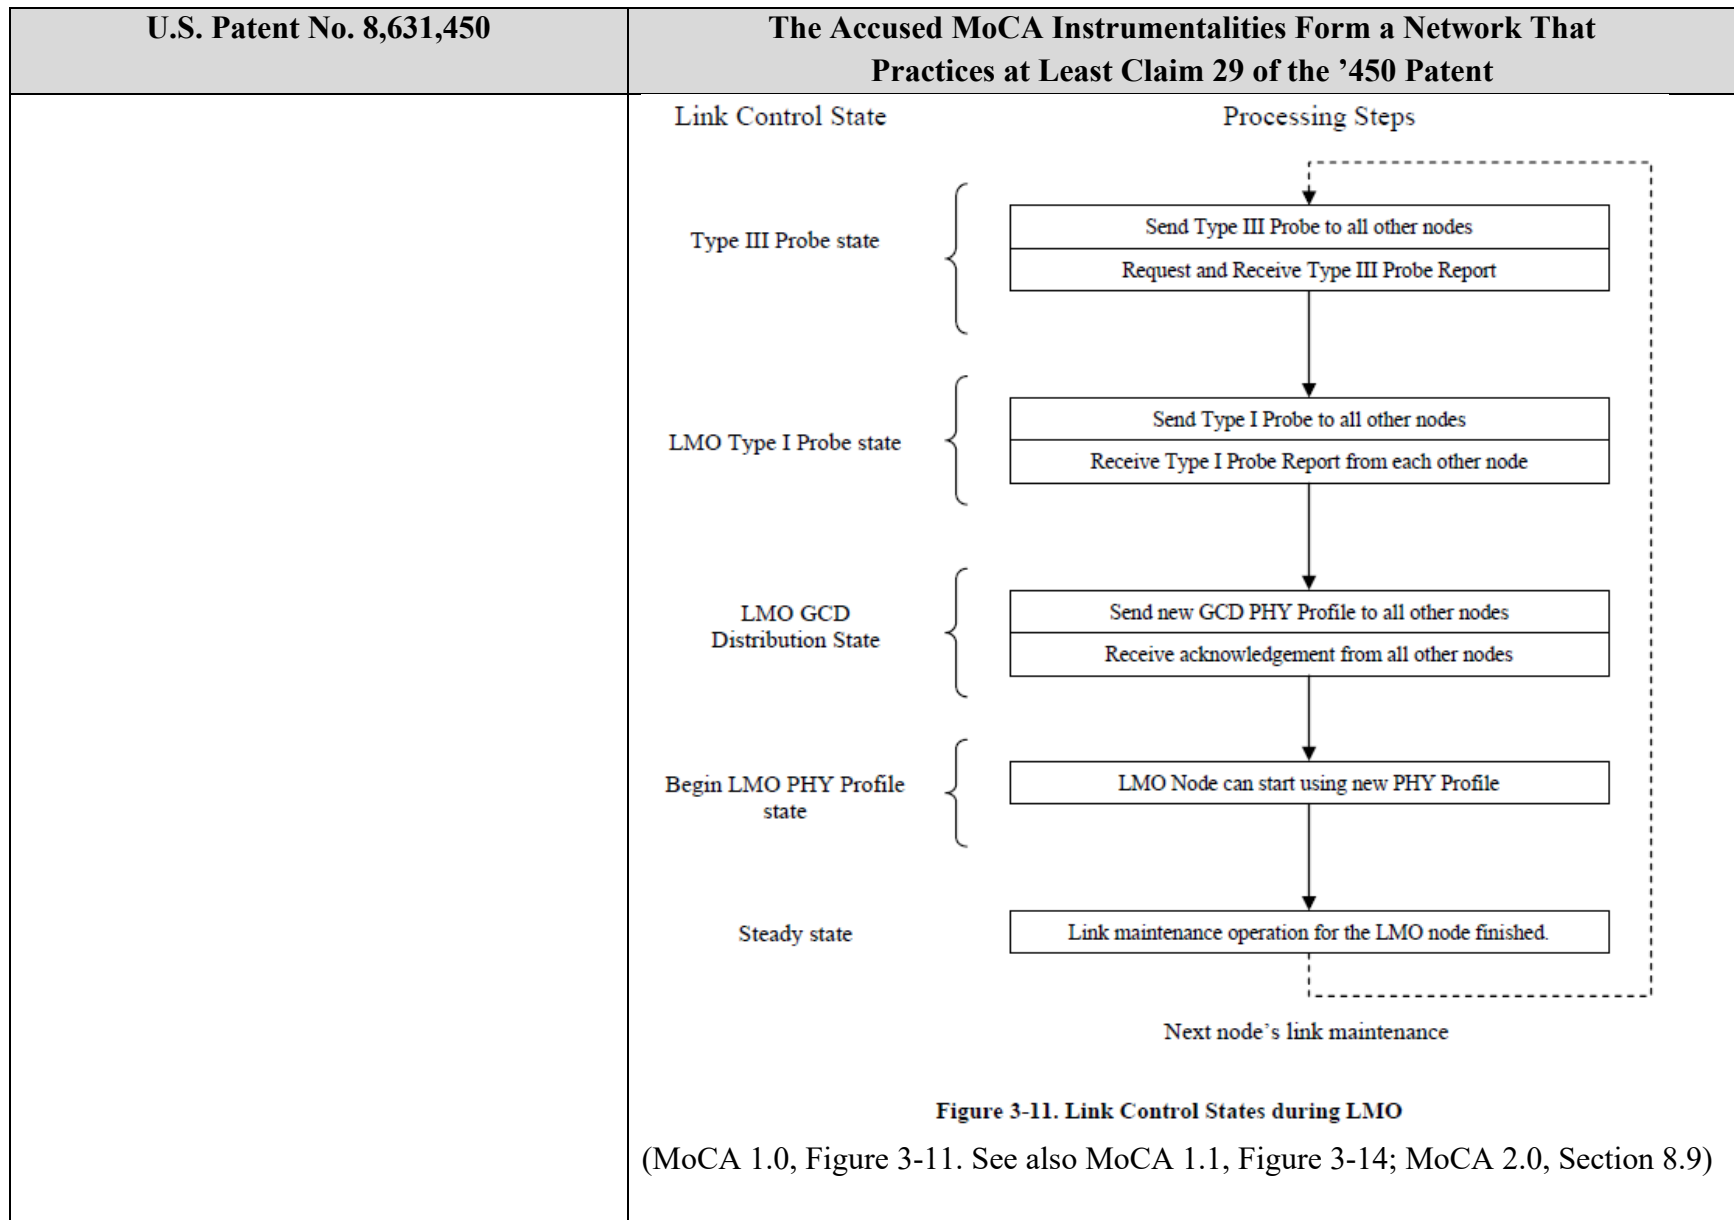 U.S. Patent No. 8,631,450
The Accused MoCA Instrumentalities Form a Network That
Practices at Least Claim 29 of the ’450 Patent
Link Control State
Processing Steps
Type III Probe state
Send Type III Probe to all other nodes
Request and Receive Type III Probe Report
LMO Type I Probe state
Send Type I Probe to all other nodes
Receive Type I Probe Report from each other node
LMO GCD
Distribution State
Send new GCD PHY Profile to all other nodes
Receive acknowledgement from all other nodes
Begin LMO PHY Profile
state
LMO Node can start using new PHY Profile
Steady state
Link maintenance operation for the LMO node finished.
Next node’s link maintenance
Figure 3-11. Link Control States during LMO
(MoCA 1.0, Figure 3-11. See also MoCA 1.1, Figure 3-14; MoCA 2.0, Section 8.9)